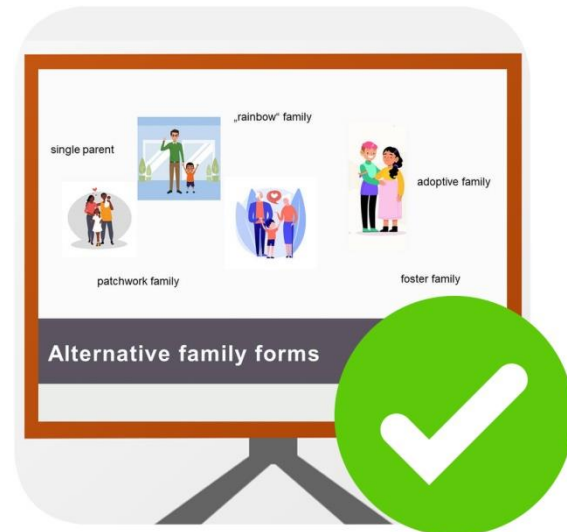 „rainbow“ family
single parent
adoptive family
patchwork family
foster family
Alternative family forms